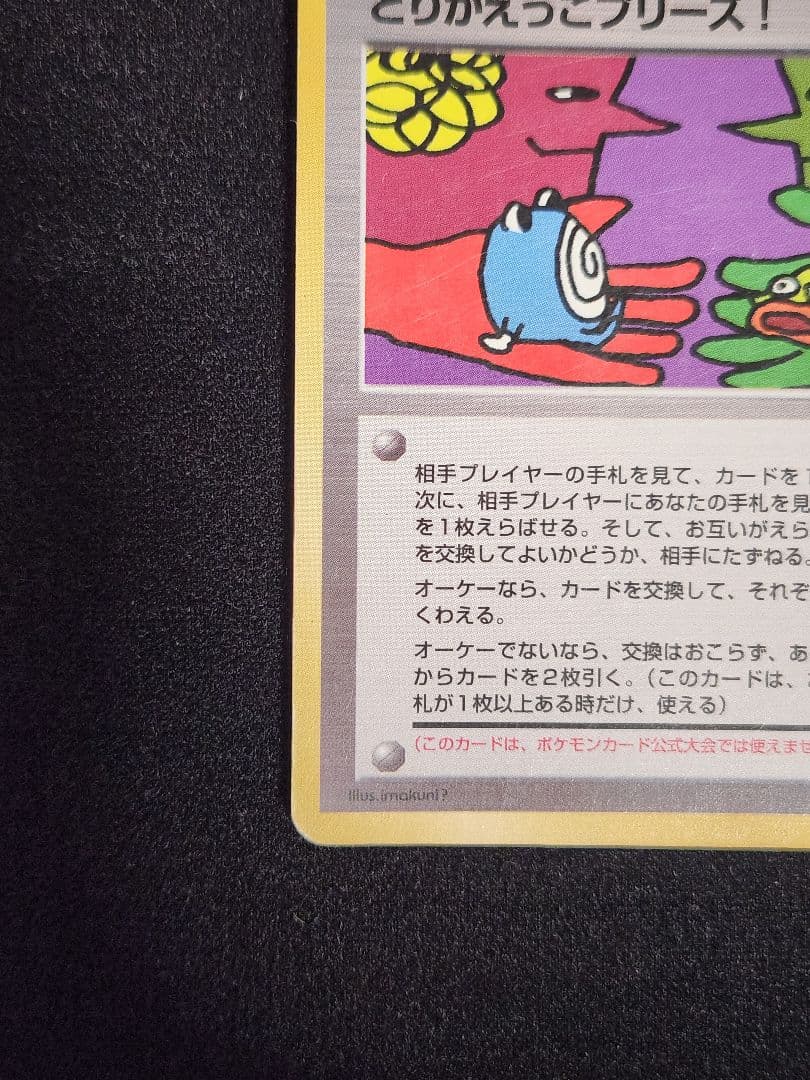 とりかえっこプリーズ！
相手プレイヤーの手札を見て、カードを1
次に、相手プレイヤーにあなたの手札を見
を1枚えらばせる。そして、お互いがえら
を交換してよいかどうか、相手にたずねる。
オーケーなら、カードを交換して、それぞ
くわえる。
オーケーでないなら、交換はおこらず、あ
からカードを2枚引く。（このカードは、
札が1枚以上ある時だけ、使える）
（このカードは、ポケモンカード公式大会では使えませ
Illus.imakuni?